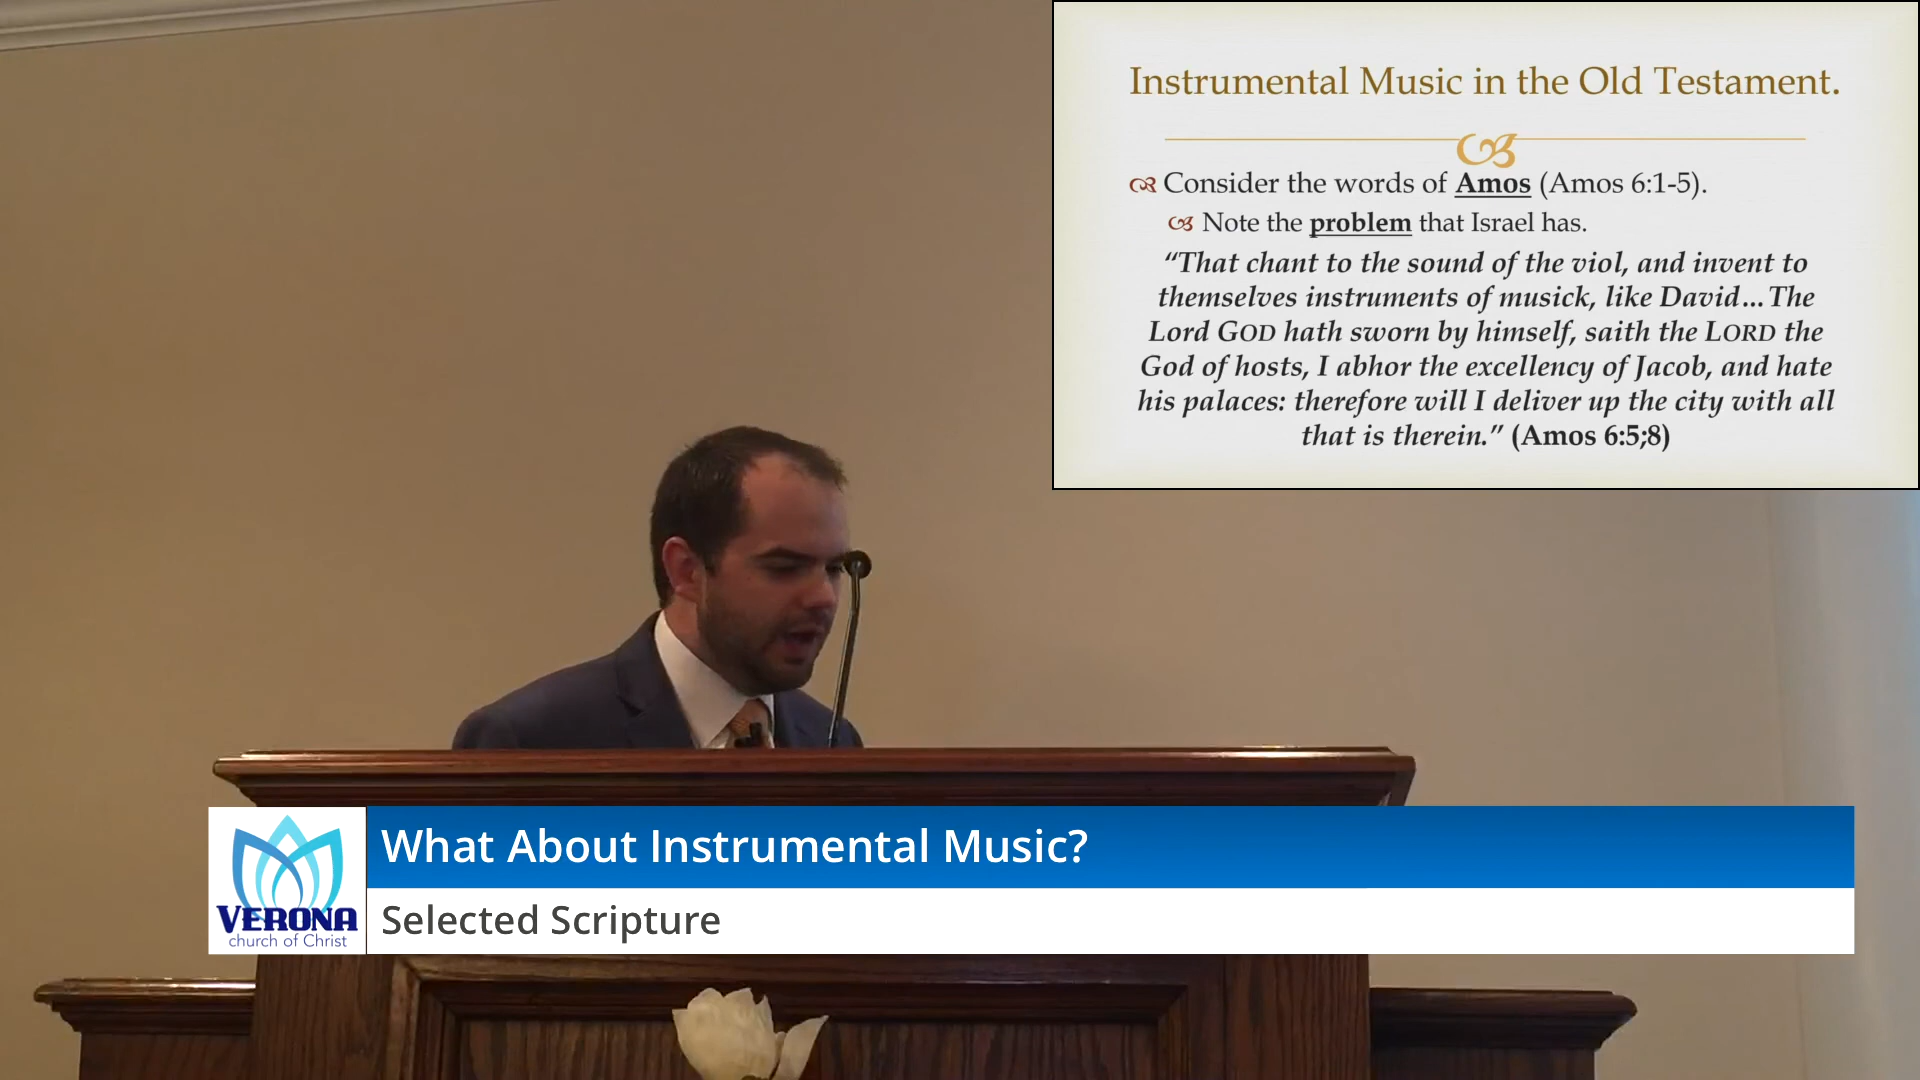 Instrumental Music in the Old Testament.
Consider the words of Amos (Amos 6:1-5).
Note the problem that Israel has.
“That chant to the sound of the viol, and invent to
themselves instruments of musick, like David…The
Lord GOD hath sworn by himself, saith the LORD the
God of hosts, I abhor the excellency of Jacob, and hate
his palaces: therefore will I deliver up the city with all
that is therein.” (Amos 6:5;8)
What About Instrumental Music?
Selected Scripture
VERONA
church of Christ